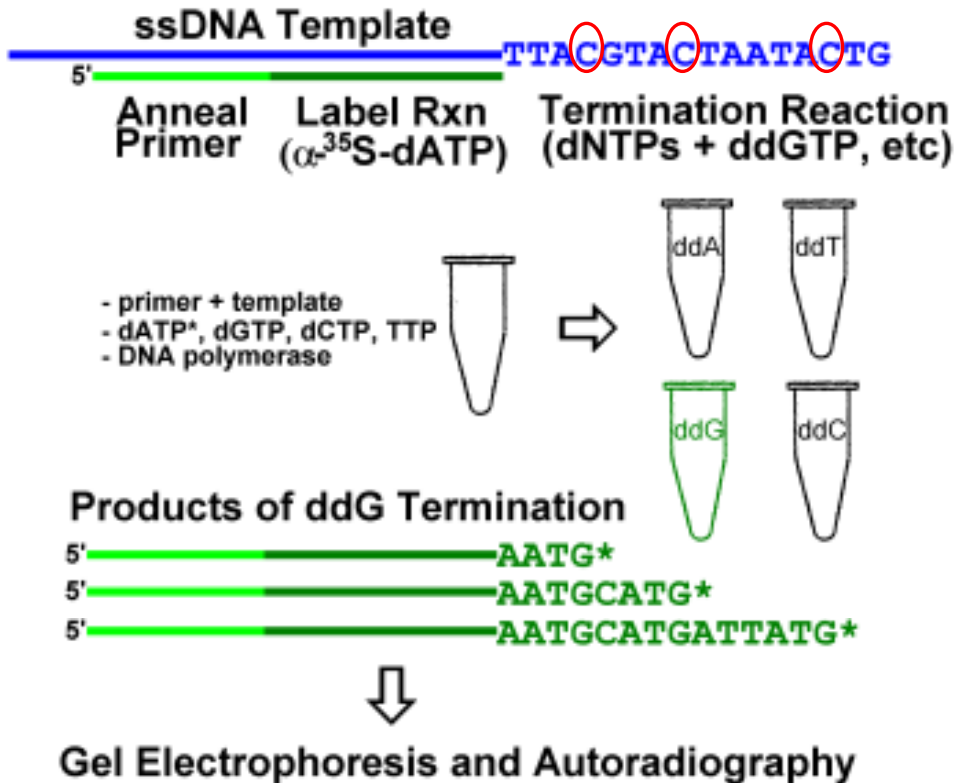 ssDNA Template
TTACGTACTAATACTG
5'
Anneal Primer
Label Rxn
(α-³⁵S-dATP)
Termination Reaction
(dNTPs + ddGTP, etc)
- primer + template
- dATP*, dGTP, dCTP, TTP
- DNA polymerase
ddA
ddT
ddG
ddC
Products of ddG Termination
5' AATG*
5' AATGCATG*
5' AATGCATGATTATG*
Gel Electrophoresis and Autoradiography